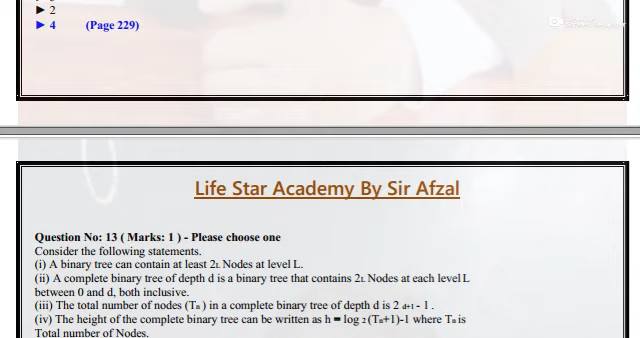 ► 2
► 4 (Page 229)
Life Star Academy By Sir Afzal
Question No: 13 ( Marks: 1 ) - Please choose one
Consider the following statements.
(i) A binary tree can contain at least 2L Nodes at level L.
(ii) A complete binary tree of depth d is a binary tree that contains 2L Nodes at each level L
between 0 and d, both inclusive.
(iii) The total number of nodes (Tn ) in a complete binary tree of depth d is 2 d+1 - 1 .
(iv) The height of the complete binary tree can be written as h = log 2 (Tn+1)-1 where Tn is
Total number of Nodes.